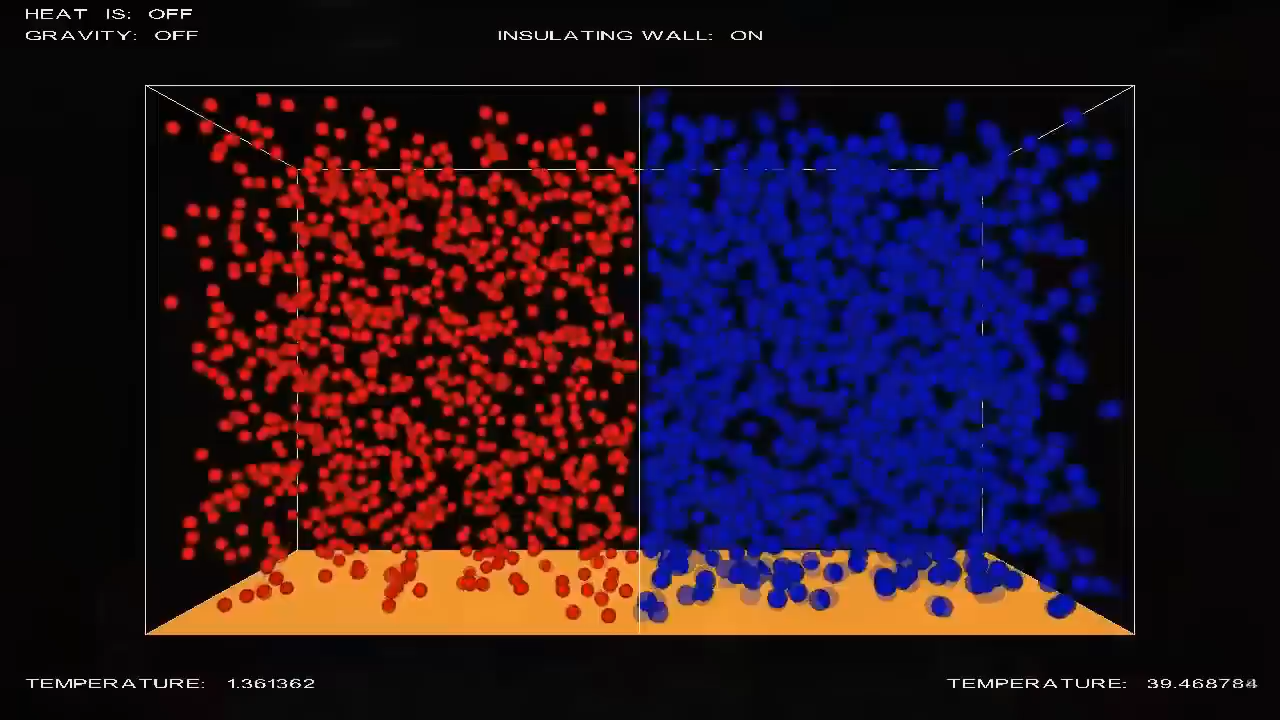 HEAT IS: OFF
GRAVITY: OFF
INSULATING WALL: ON
TEMPERATURE: 1.361362
TEMPERATURE: 39.468784